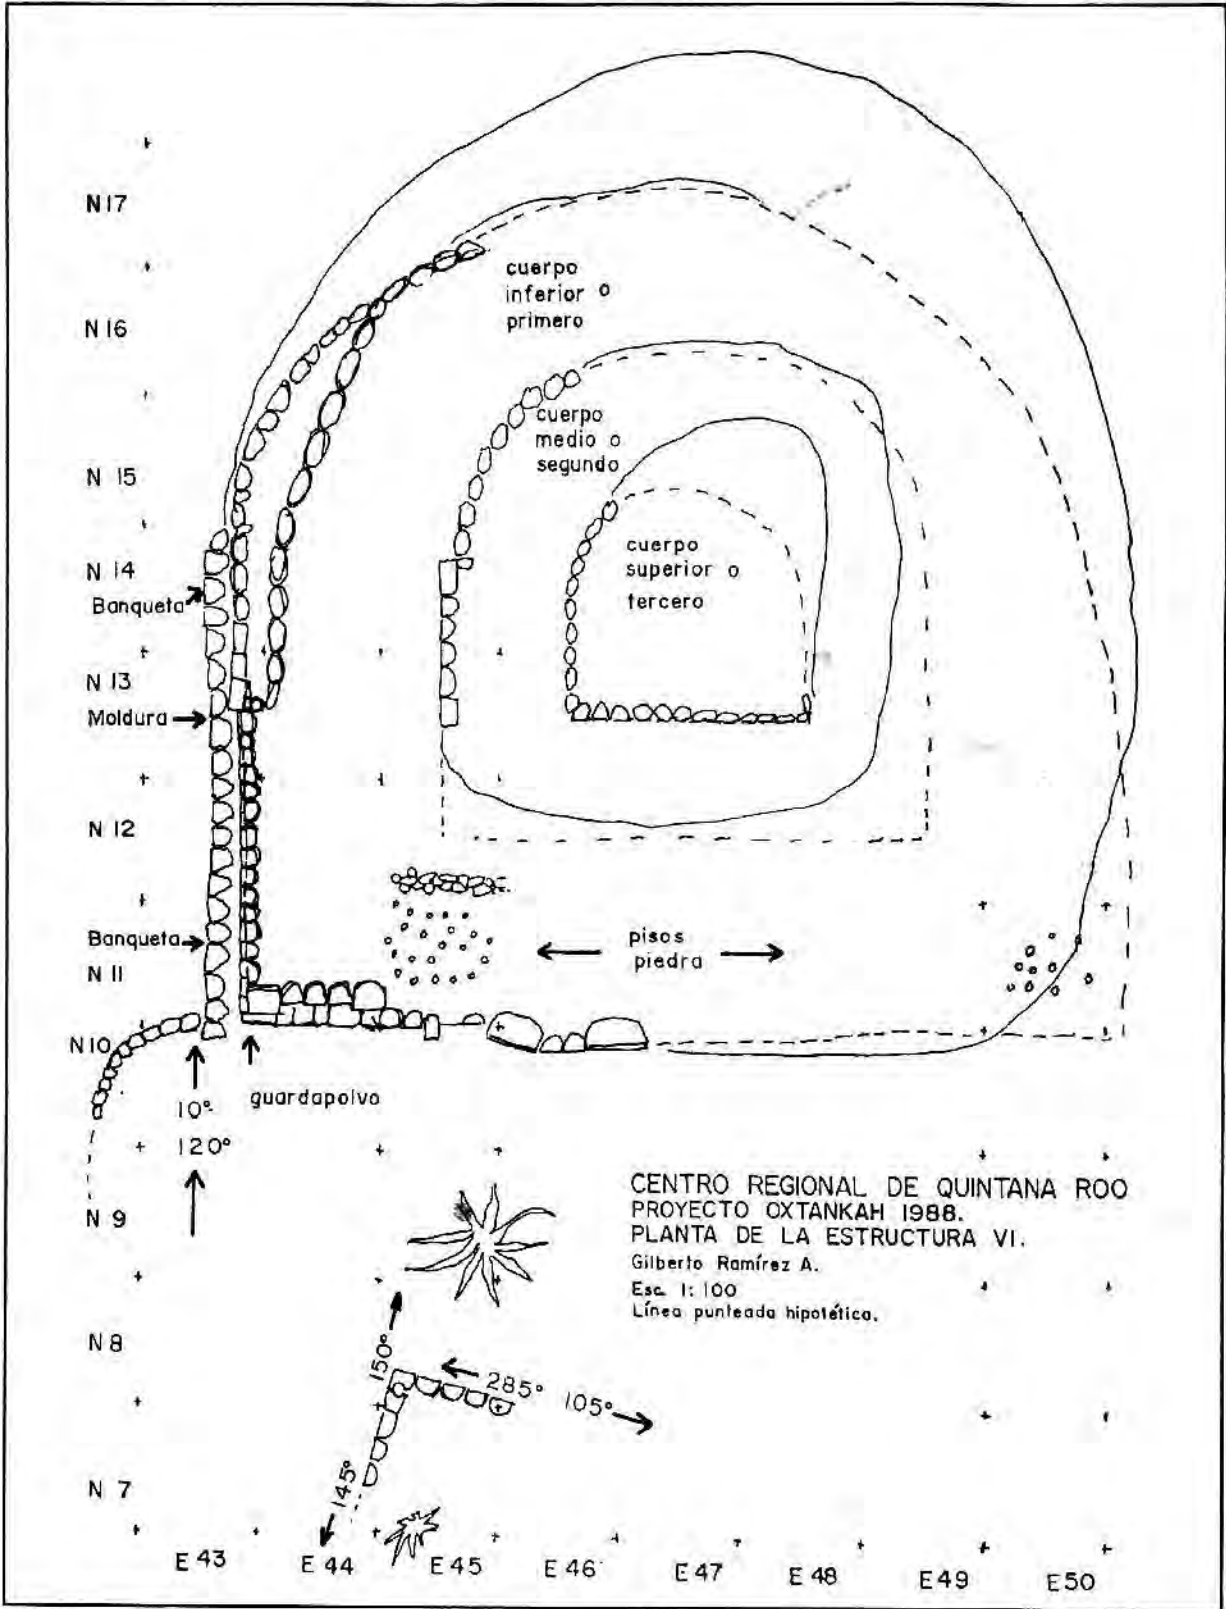 N 17
cuerpo
inferior o
primero
N 16
cuerpo
medio o
segundo
N 15
cuerpo
superior o
tercero
N 14
Banqueta
N 13
Moldura
N 12
Banqueta
pisos
piedra
N 11
N 10
guardapolvo
10°
120°
N 9
CENTRO REGIONAL DE QUINTANA ROO
PROYECTO OXTANKAH 1988.
PLANTA DE LA ESTRUCTURA VI.
Gilberto Ramírez A.
Esc. 1:100
Línea punteada hipotética.
N 8
150°
285° 105°
145°
N 7
E 43 E 44 E 45 E 46 E 47 E 48 E 49 E 50